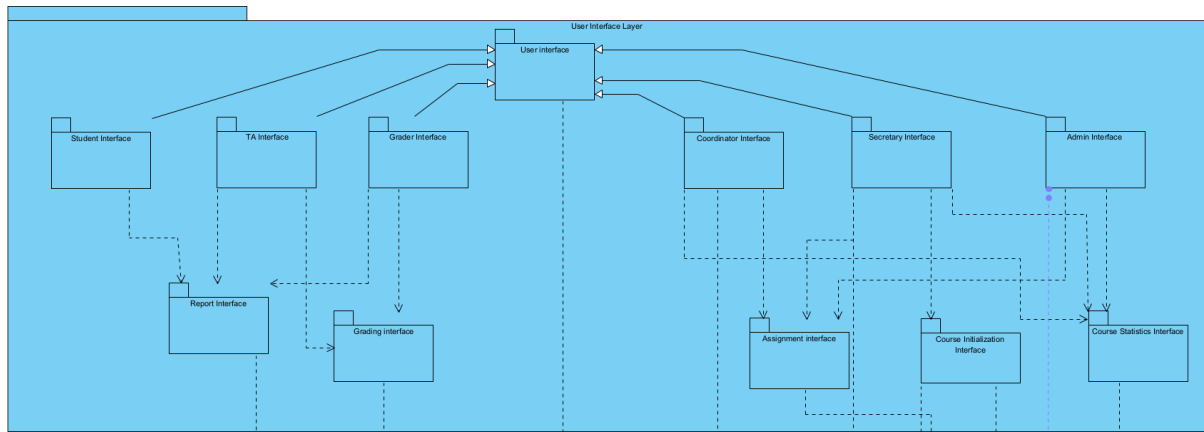 User Interface Layer
User interface
Student Interface
TA Interface
Grader Interface
Coordinator Interface
Secretary Interface
Admin Interface
Report Interface
Grading interface
Assignment interface
Course Initialization
Interface
Course Statistics Interface